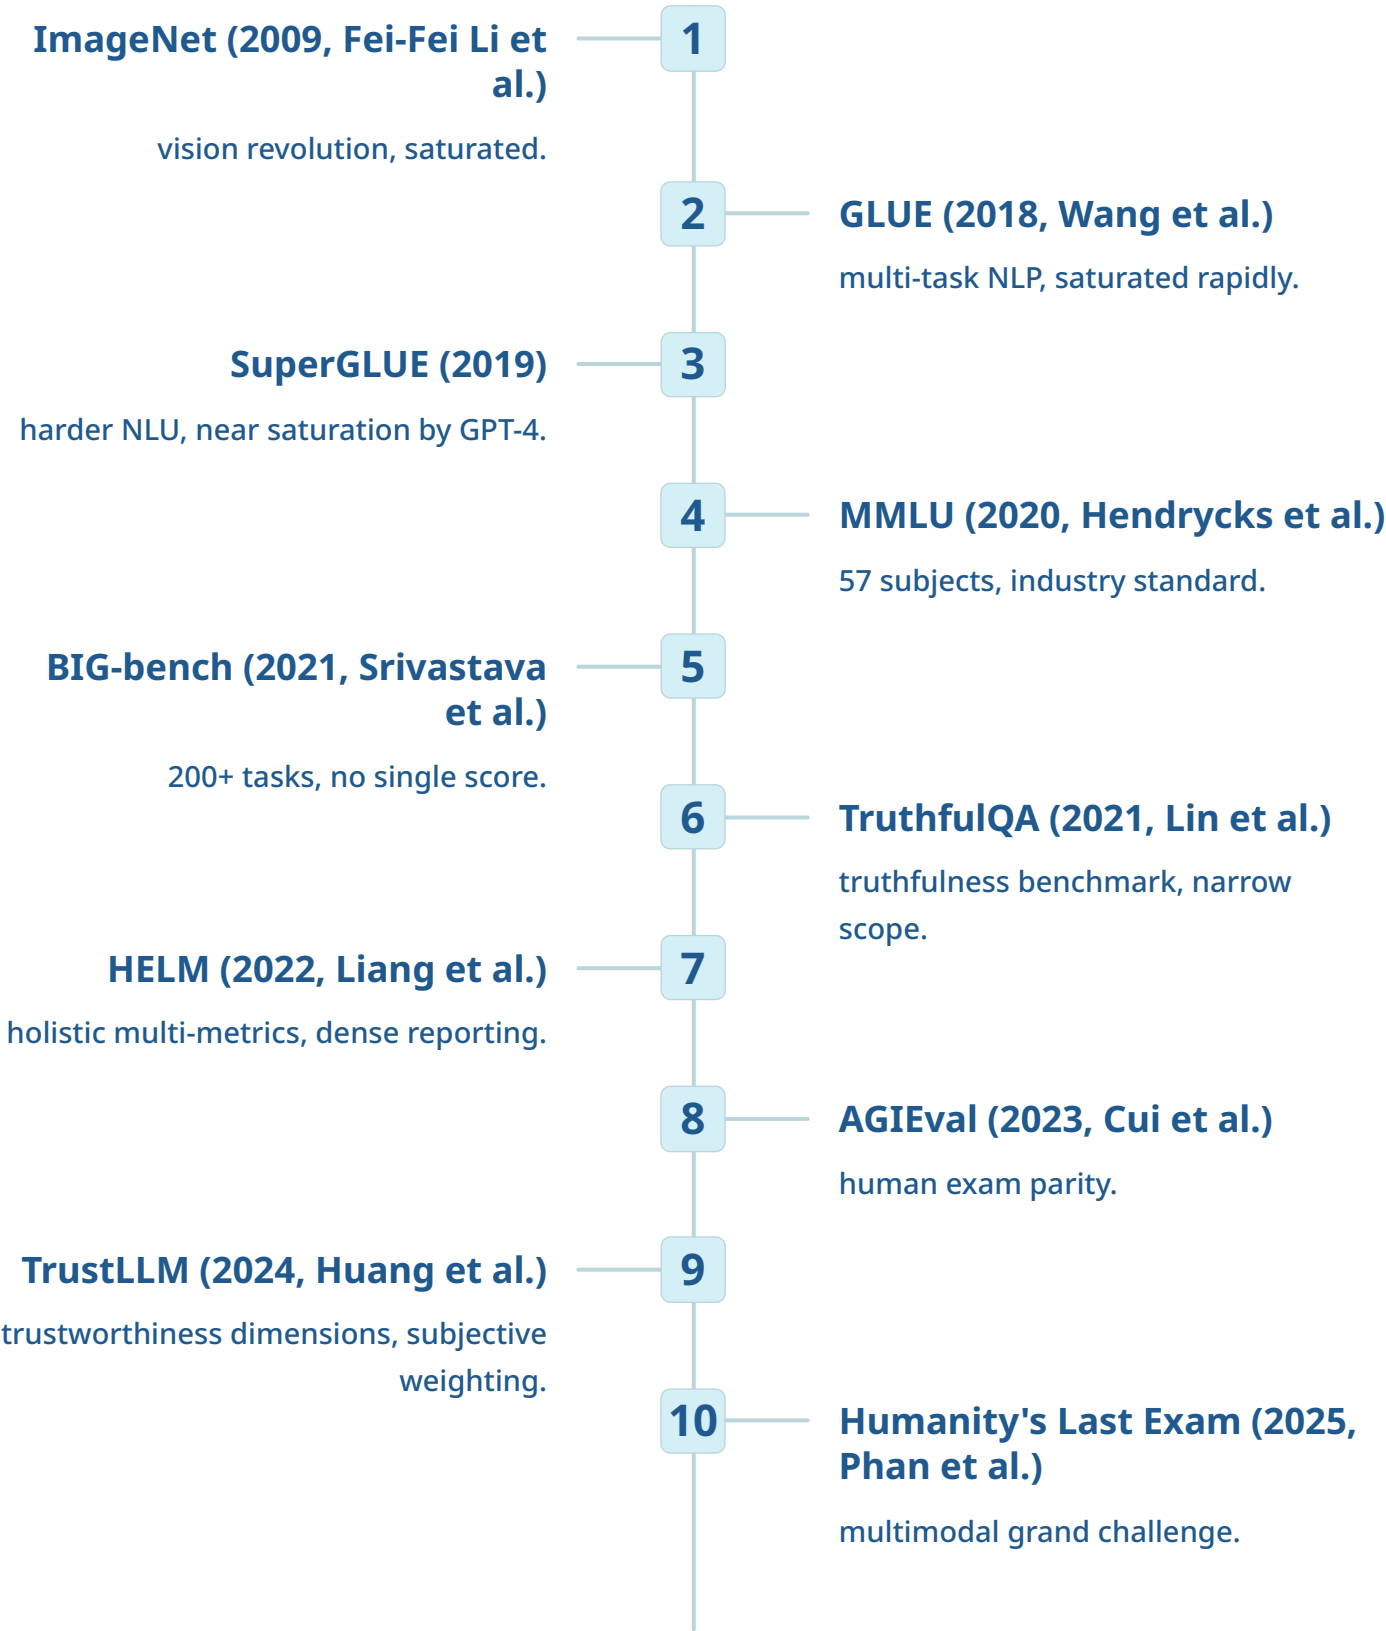 1
ImageNet (2009, Fei-Fei Li et
al.)
vision revolution, saturated.
2
GLUE (2018, Wang et al.)
multi-task NLP, saturated rapidly.
3
SuperGLUE (2019)
harder NLU, near saturation by GPT-4.
4
MMLU (2020, Hendrycks et al.)
57 subjects, industry standard.
5
BIG-bench (2021, Srivastava
et al.)
200+ tasks, no single score.
6
TruthfulQA (2021, Lin et al.)
truthfulness benchmark, narrow
scope.
7
HELM (2022, Liang et al.)
holistic multi-metrics, dense reporting.
8
AGIEval (2023, Cui et al.)
human exam parity.
9
TrustLLM (2024, Huang et al.)
trustworthiness dimensions, subjective
weighting.
10
Humanity's Last Exam (2025,
Phan et al.)
multimodal grand challenge.